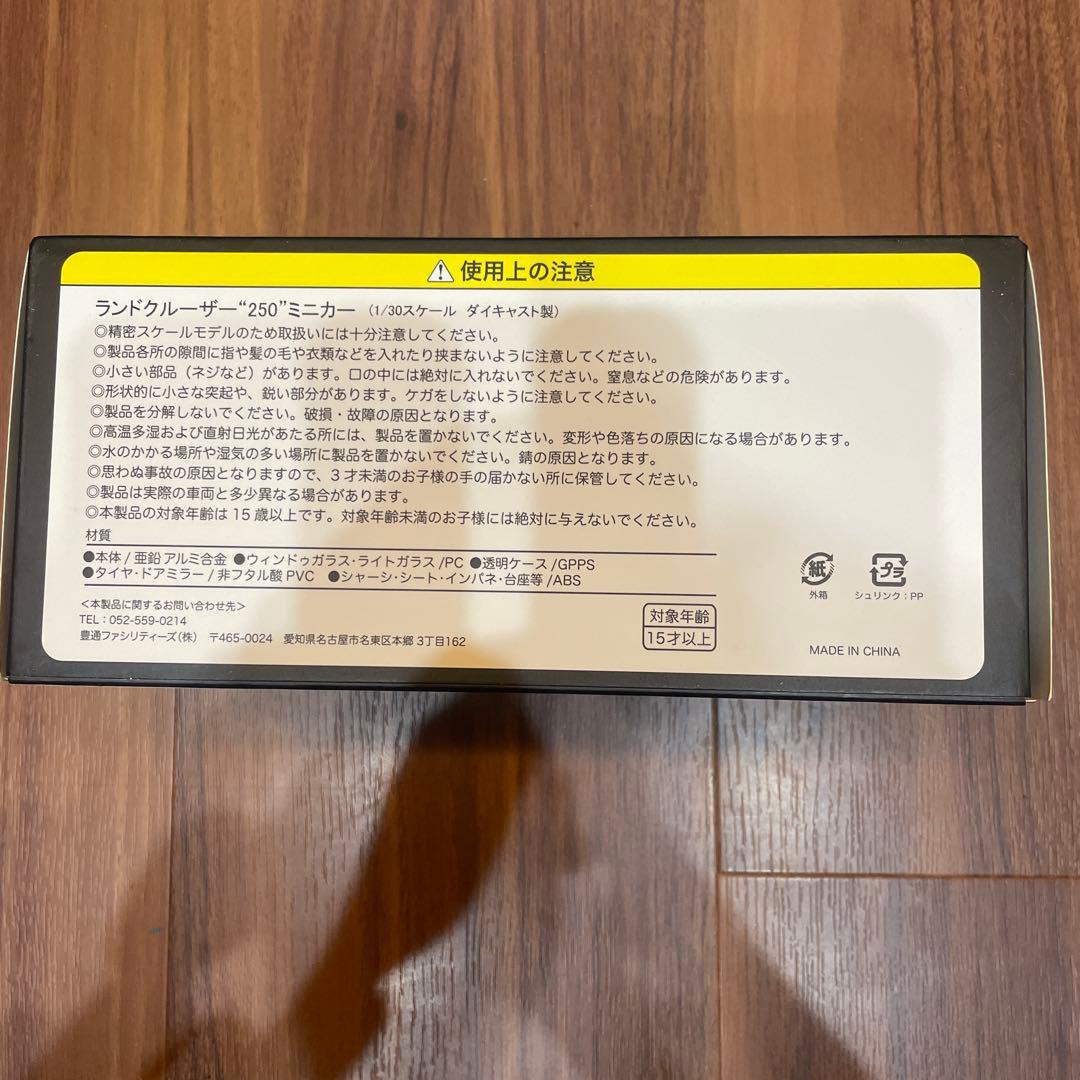 ⚠ 使用上の注意
ランドクルーザー“250”ミニカー （1/30スケール ダイキャスト製）
◎精密スケールモデルのため取扱いには十分注意してください。
◎製品各所の隙間に指や髪の毛や衣類などを入れたり挟まないように注意してください。
◎小さい部品（ネジなど）があります。口の中には絶対に入れないでください。窒息などの危険があります。
◎形状的に小さな突起や、鋭い部分があります。ケガをしないように注意してください。
◎製品を分解しないでください。破損・故障の原因となります。
◎高温多湿および直射日光があたる所には、製品を置かないでください。変形や色落ちの原因になる場合があります。
◎水のかかる場所や湿気の多い場所に製品を置かないでください。錆の原因となります。
◎思わぬ事故の原因となりますので、３才未満のお子様の手の届かない所に保管してください。
◎製品は実際の車両と多少異なる場合があります。
◎本製品の対象年齢は 15 歳以上です。対象年齢未満のお子様には絶対に与えないでください。
材質
●本体 / 亜鉛 アルミ合金 ●ウィンドゥガラス・ライトガラス /PC ●透明ケース /GPPS
●タイヤ・ドアミラー / 非フタル酸 PVC ●シャーシ・シート・インパネ・台座等 /ABS
＜本製品に関するお問い合わせ先＞
TEL：052-559-0214
豊通ファシリティーズ（株） 〒465-0024 愛知県名古屋市名東区本郷 3丁目162
対象年齢
15才以上
紙
外箱
プラ
シュリンク：PP
MADE IN CHINA